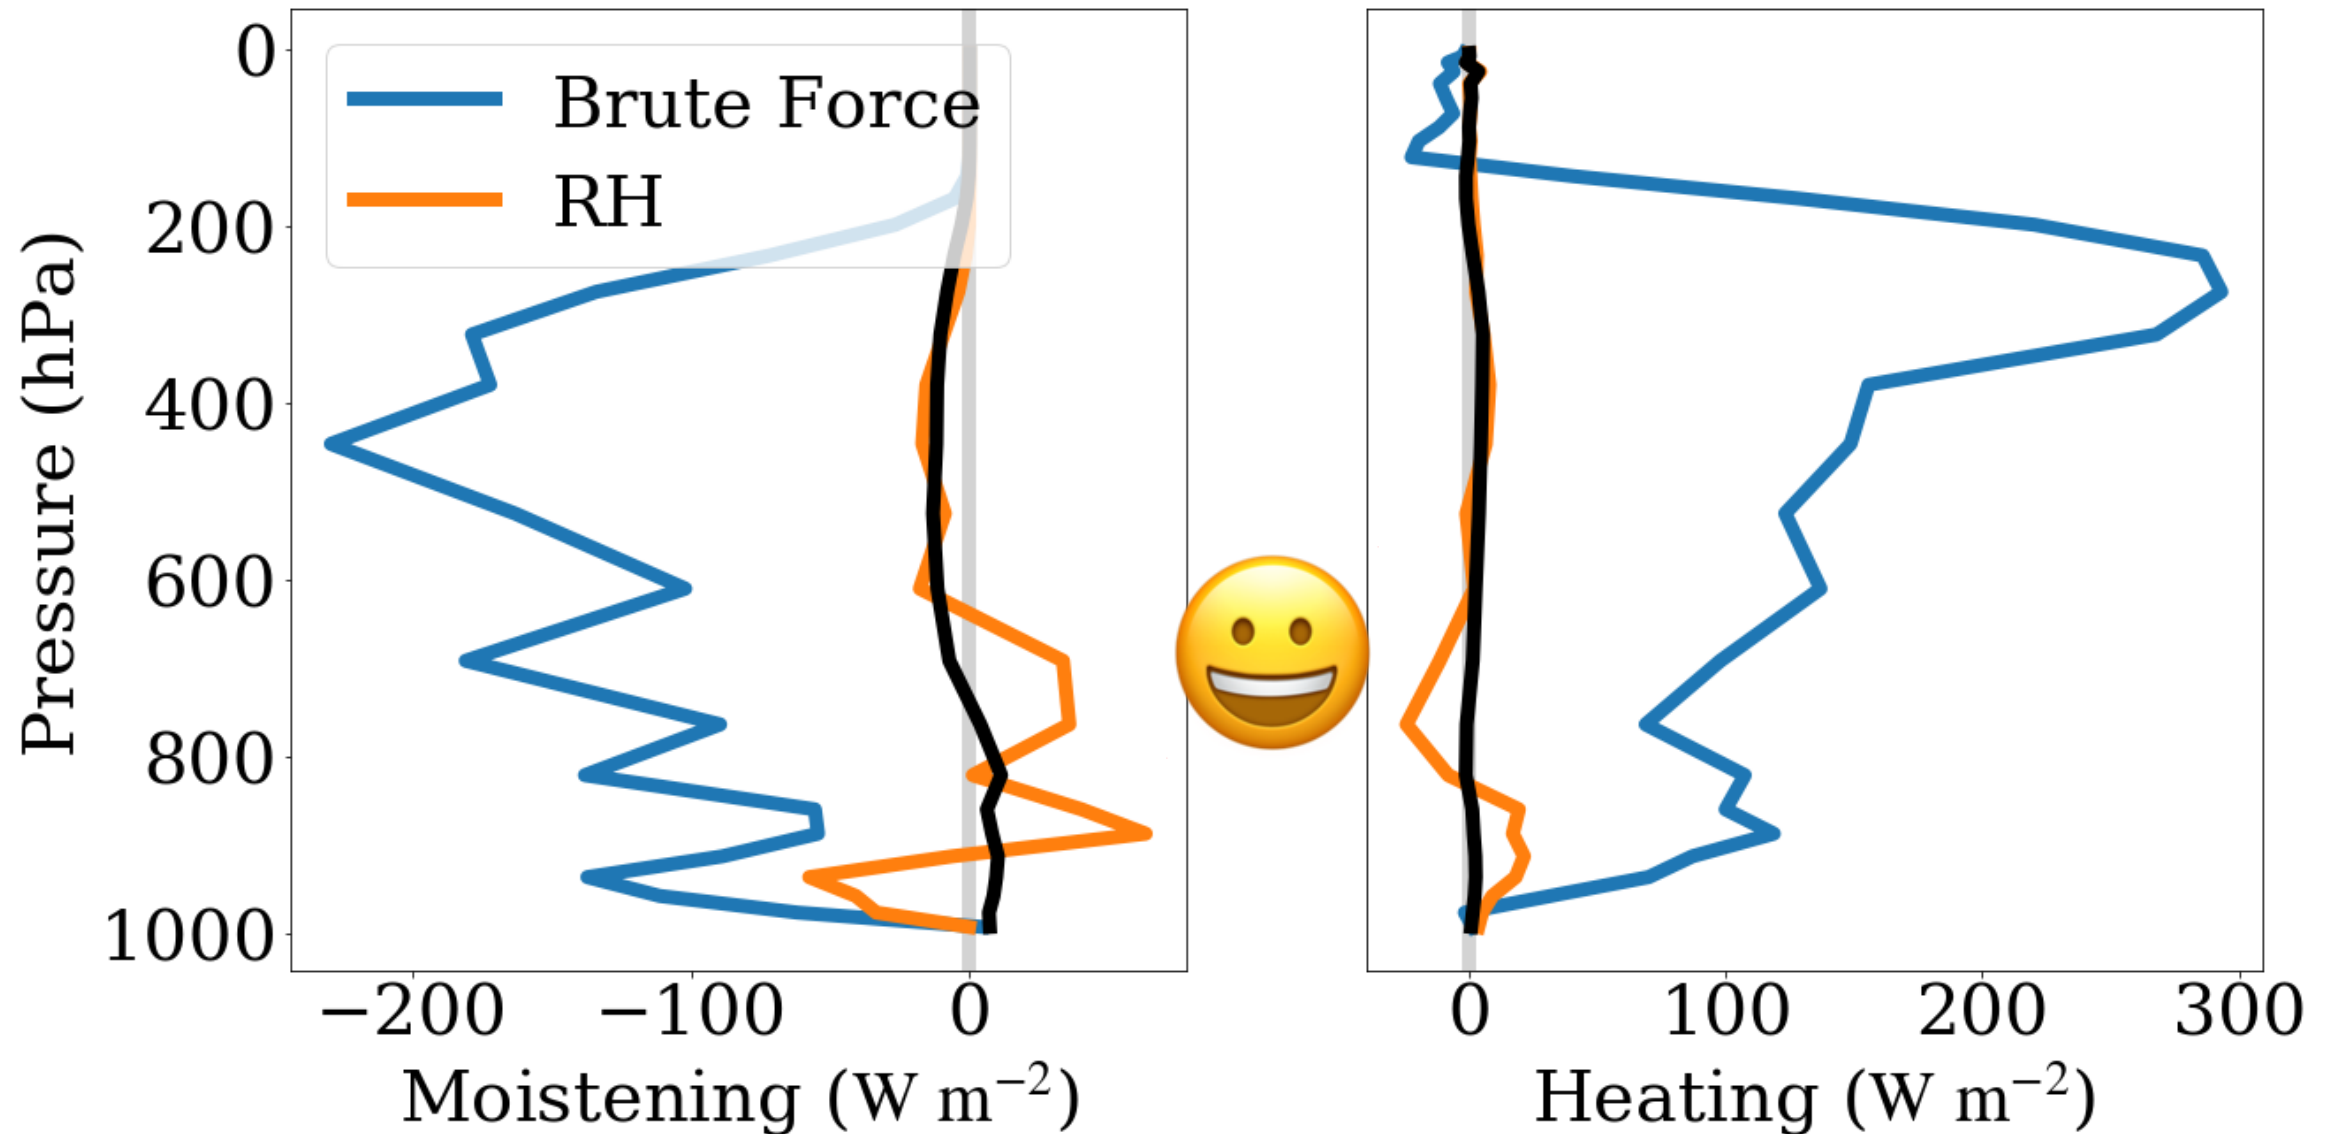 Brute Force
RH
Pressure (hPa)
0
200
400
600
800
1000
−200 −100 0
Moistening (W m⁻²)
0 100 200 300
Heating (W m⁻²)